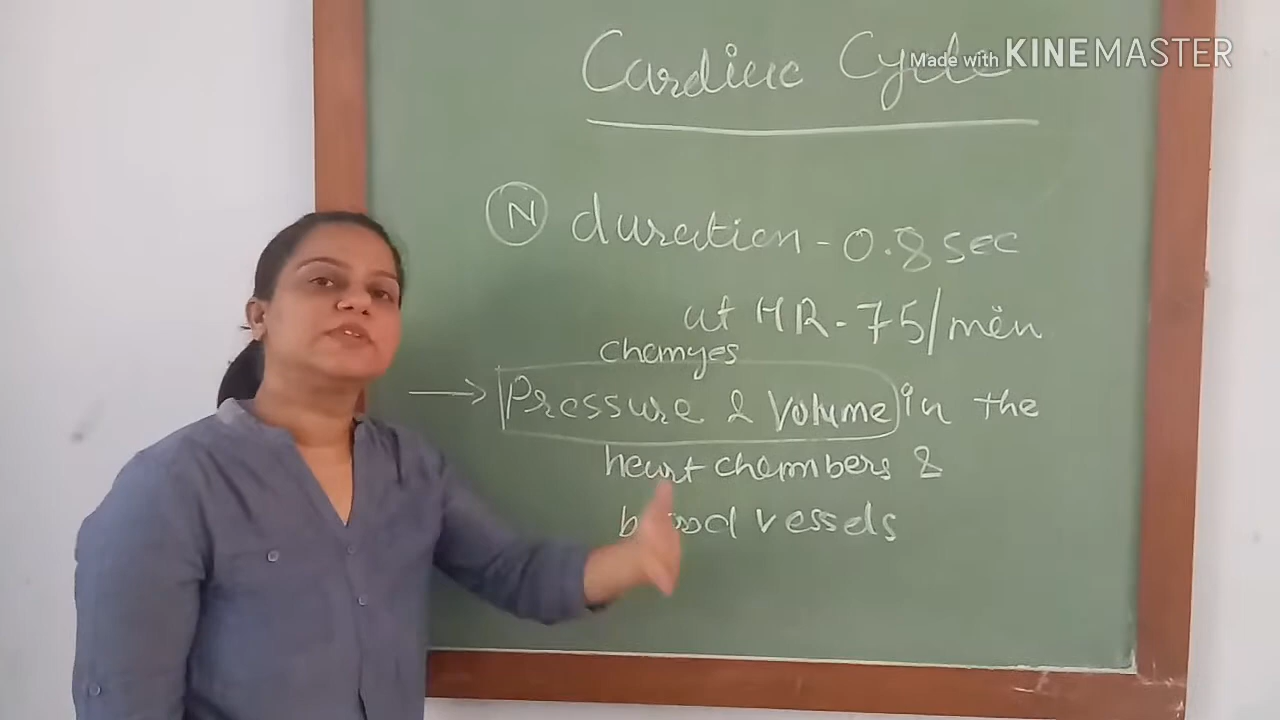 Cardiac Cycle
Made with KINEMASTER
N duration - 0.8 sec
at HR - 75/min
changes
→ Pressure & Volume in the
heart chambers &
blood vessels